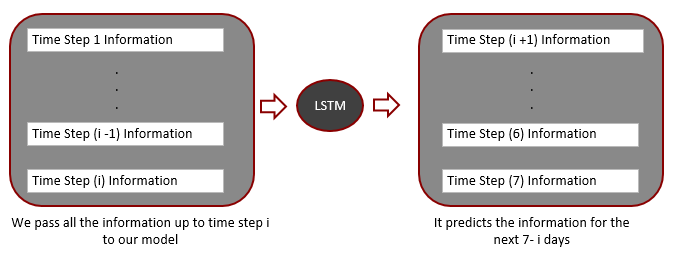 Time Step 1 Information
.
.
.
Time Step (i -1) Information
Time Step (i) Information
We pass all the information up to time step i
to our model
LSTM
Time Step (i +1) Information
.
.
.
Time Step (6) Information
Time Step (7) Information
It predicts the information for the
next 7- i days